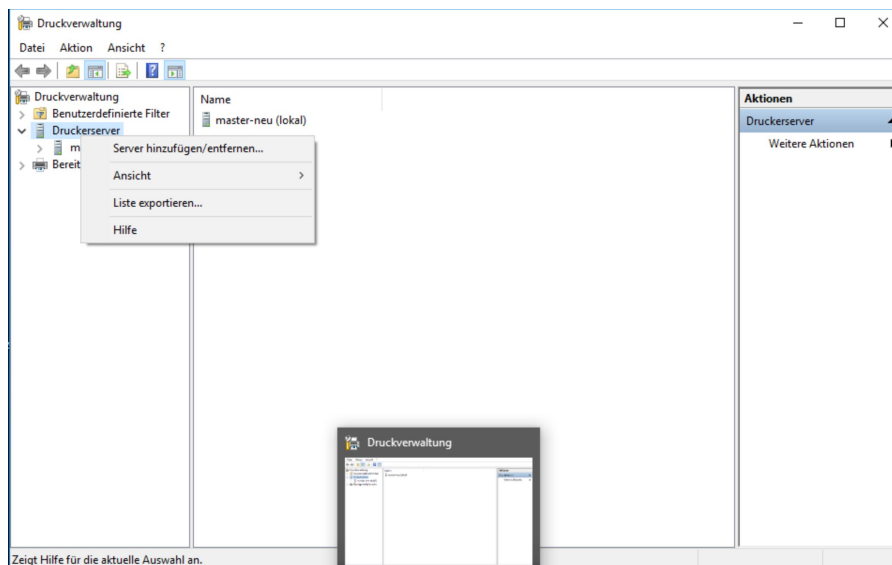 Druckverwaltung
Datei Aktion Ansicht ?
Druckverwaltung
Benutzerdefinierte Filter
Druckerserver
m
Bereit
Server hinzufügen/entfernen...
Ansicht
Liste exportieren...
Hilfe
Name
master-neu (lokal)
Aktionen
Druckerserver
Weitere Aktionen
Druckverwaltung
Zeigt Hilfe für die aktuelle Auswahl an.